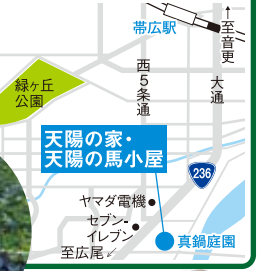 帯広駅
↑至音更
西5条通
大通
緑ヶ丘
公園
天陽の家・
天陽の馬小屋
236
ヤマダ電機
セブン-
イレブン
真鍋庭園
至広尾↙